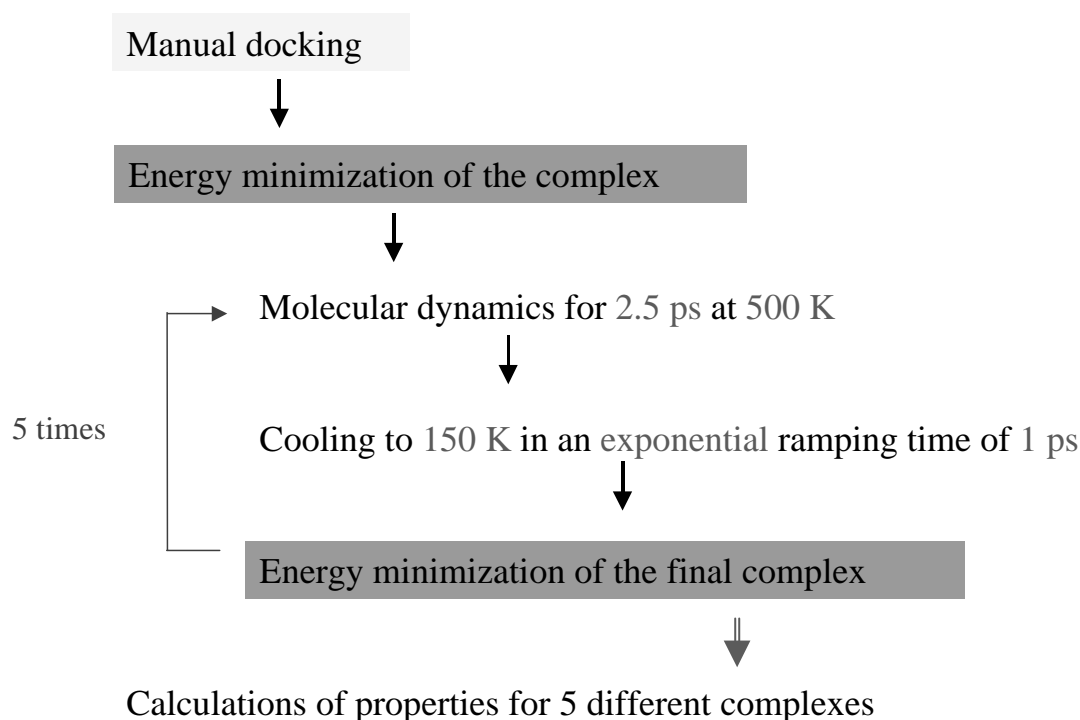 Manual docking
Energy minimization of the complex
Molecular dynamics for 2.5 ps at 500 K
5 times
Cooling to 150 K in an exponential ramping time of 1 ps
Energy minimization of the final complex
Calculations of properties for 5 different complexes